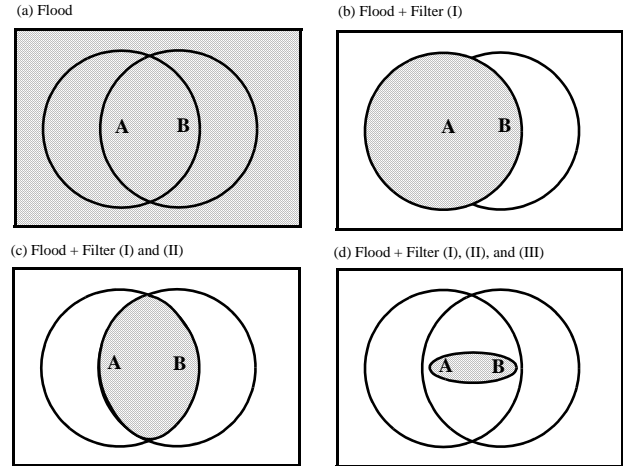 (a) Flood
A B
(b) Flood + Filter (I)
A B
(c) Flood + Filter (I) and (II)
A B
(d) Flood + Filter (I), (II), and (III)
A B